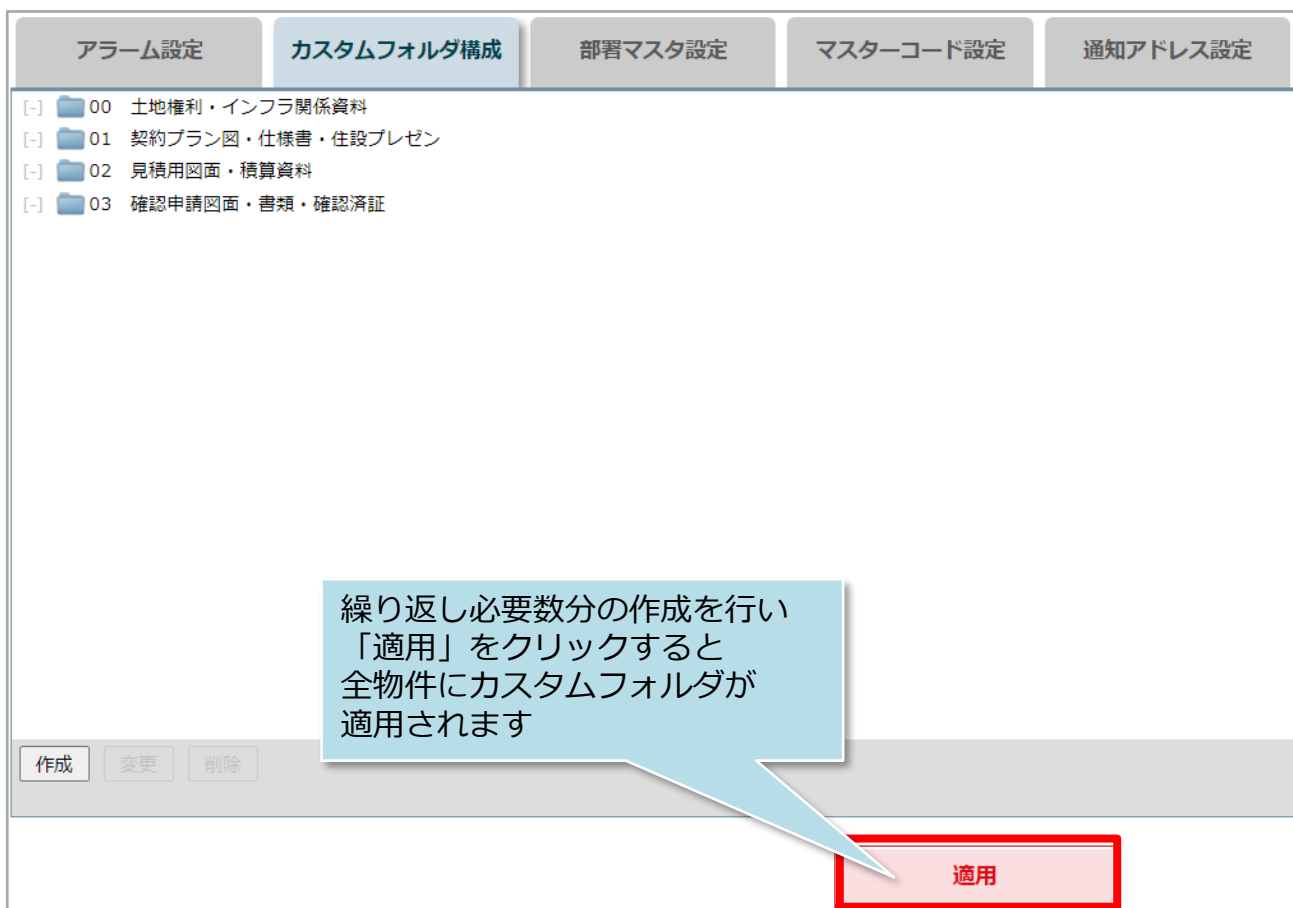 アラーム設定 カスタムフォルダ構成 部署マスタ設定 マスターコード設定 通知アドレス設定
[-] 00 土地権利・インフラ関係資料
[-] 01 契約プラン図・仕様書・住設プレゼン
[-] 02 見積用図面・積算資料
[-] 03 確認申請図面・書類・確認済証
繰り返し必要数分の作成を行い
「適用」をクリックすると
全物件にカスタムフォルダが
適用されます
作成 変更 削除
適用